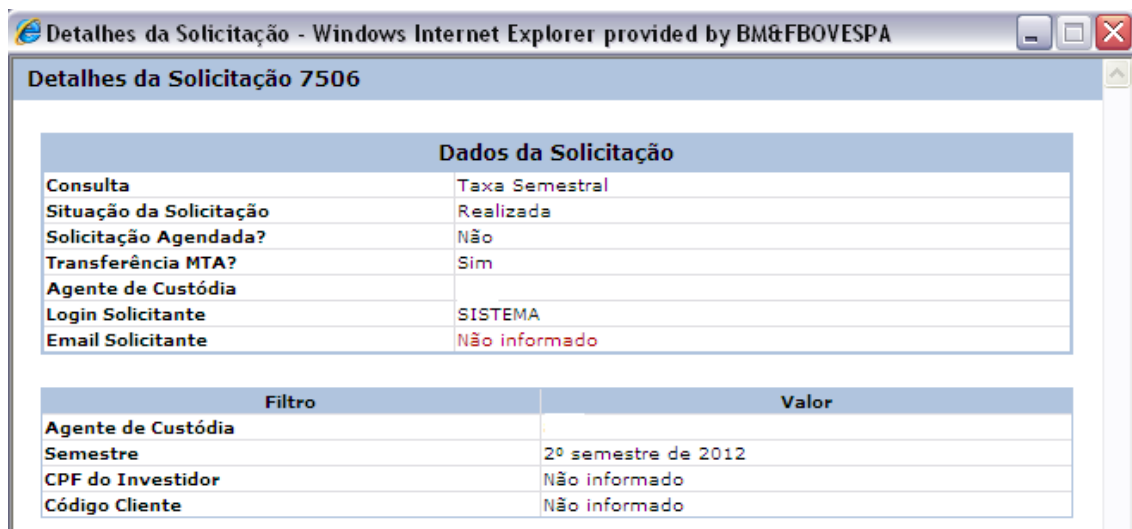 Detalhes da Solicitação - Windows Internet Explorer provided by BM&FBOVESPA
Detalhes da Solicitação 7506
Dados da Solicitação
Consulta Taxa Semestral
Situação da Solicitação Realizada
Solicitação Agendada? Não
Transferência MTA? Sim
Agente de Custódia
Login Solicitante SISTEMA
Email Solicitante Não informado
Filtro Valor
Agente de Custódia
Semestre 2º semestre de 2012
CPF do Investidor Não informado
Código Cliente Não informado